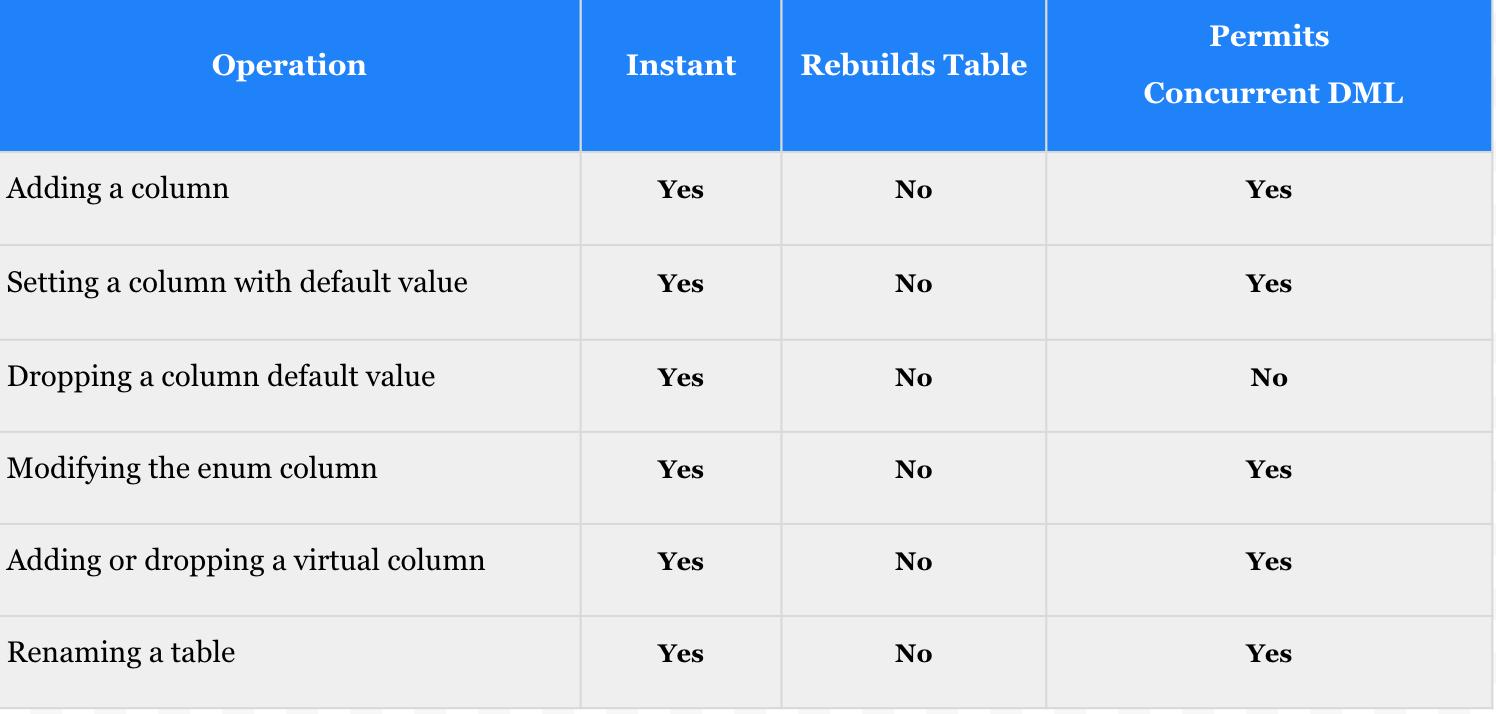 Operation Instant Rebuilds Table Permits
Concurrent DML
Adding a column Yes No Yes
Setting a column with default value Yes No Yes
Dropping a column default value Yes No No
Modifying the enum column Yes No Yes
Adding or dropping a virtual column Yes No Yes
Renaming a table Yes No Yes